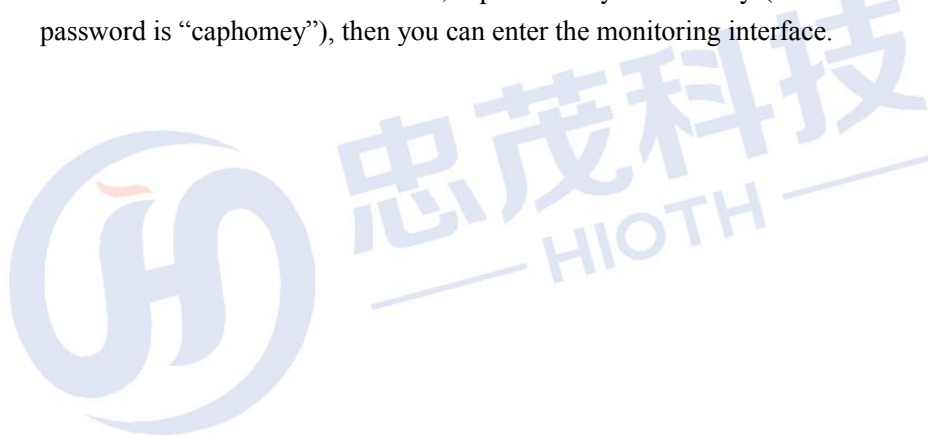 password is “caphomey”), then you can enter the monitoring interface.
忠茂科技
HIOTH